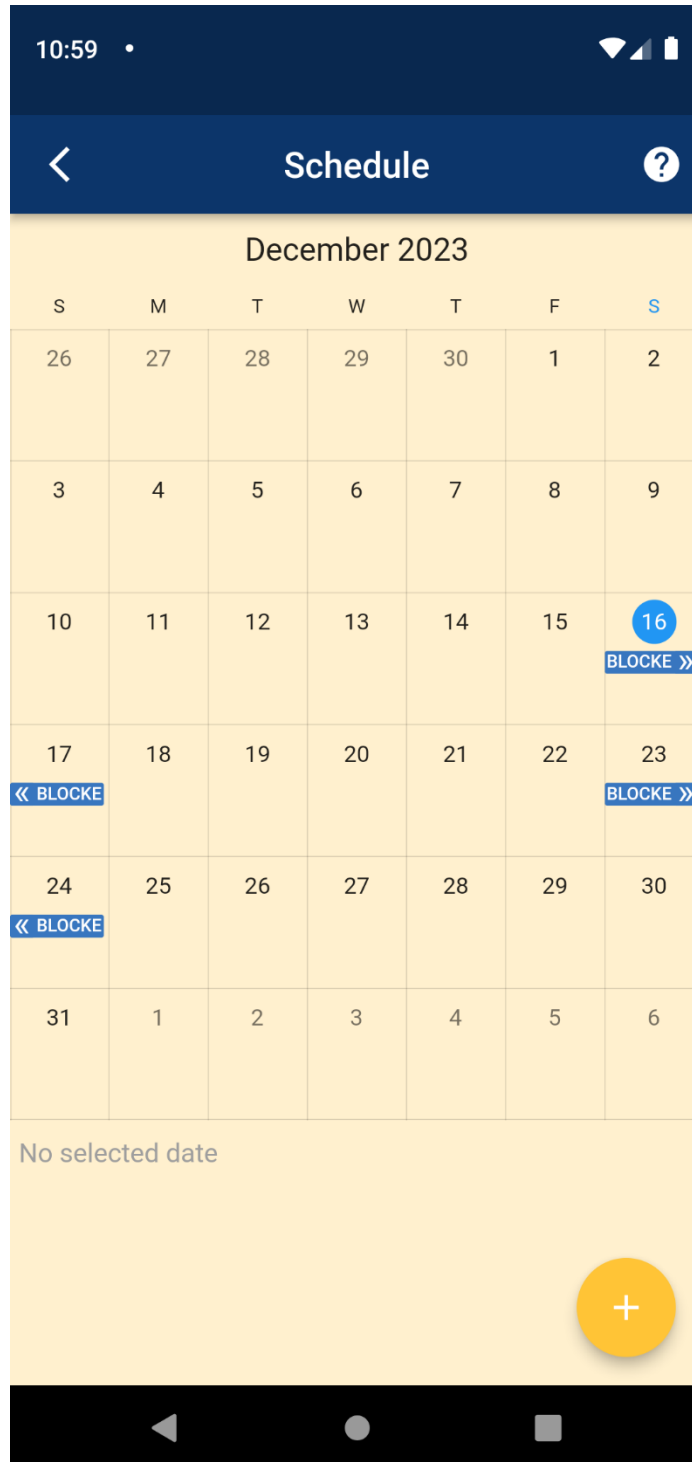 10:59
Schedule
December 2023
S M T W T F S
26 27 28 29 30 1 2
3 4 5 6 7 8 9
10 11 12 13 14 15 16
BLOCKE
17 18 19 20 21 22 23
BLOCKE BLOCKE
24 25 26 27 28 29 30
BLOCKE
31 1 2 3 4 5 6
No selected date